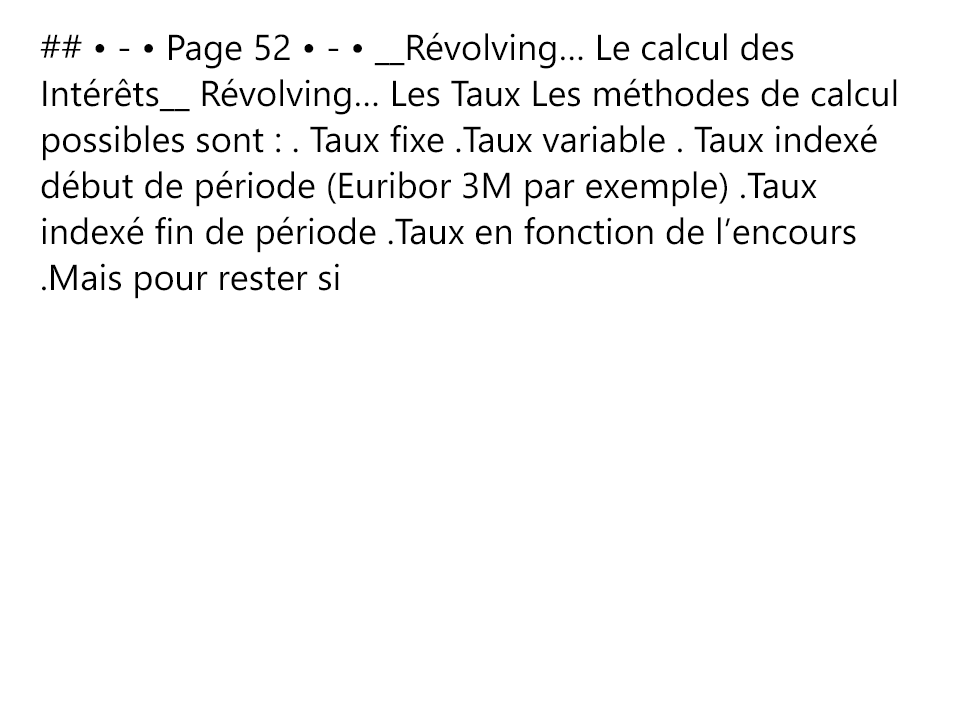 ## • - • Page 52 • - • __Révolving… Le calcul des
Intérêts__ Révolving… Les Taux Les méthodes de calcul
possibles sont : . Taux fixe .Taux variable . Taux indexé
début de période (Euribor 3M par exemple) .Taux
indexé fin de période .Taux en fonction de l’encours
.Mais pour rester si